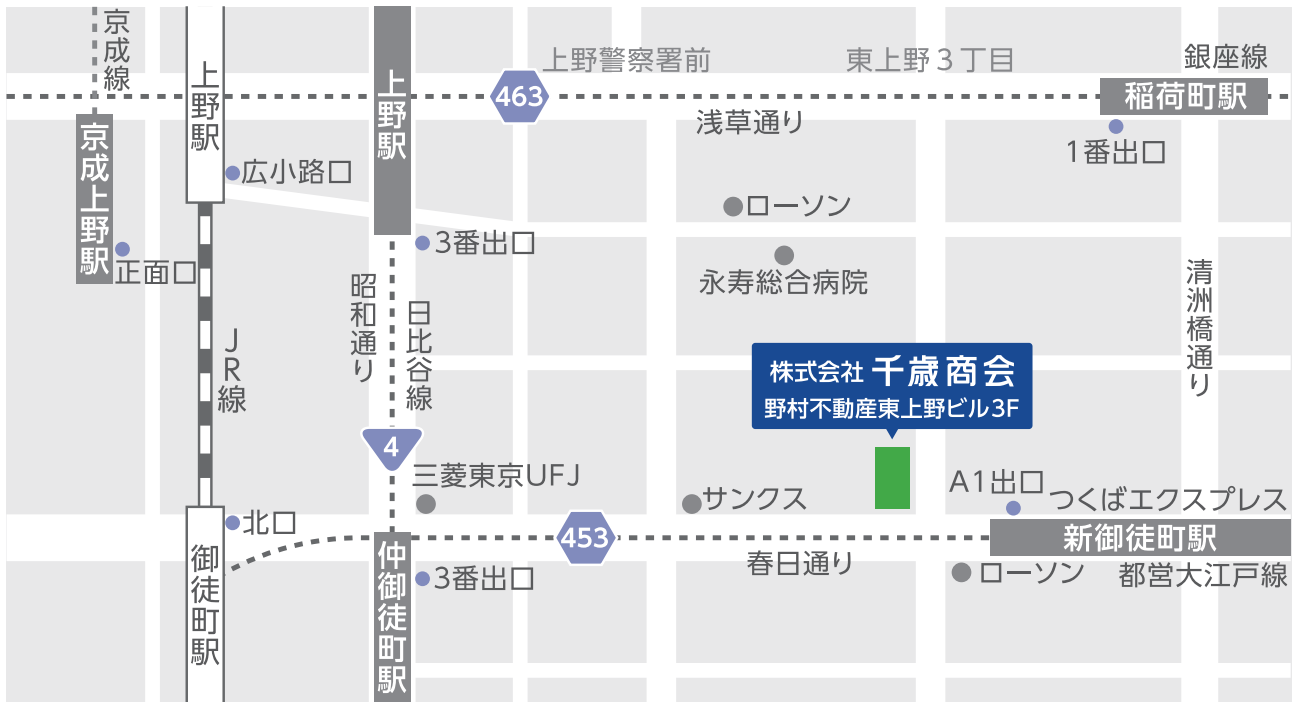 京成線
上野駅
上野駅
上野警察署前
東上野3丁目
銀座線
463
稲荷町駅
浅草通り
1番出口
京成上野駅
広小路口
ローソン
3番出口
正面口
永寿総合病院
昭和通り
日比谷線
清洲橋通り
JR線
株式会社 千歳商会
野村不動産東上野ビル3F
4
三菱東京UFJ
サンクス
A1出口
つくばエクスプレス
北口
453
新御徒町駅
御徒町駅
仲御徒町駅
春日通り
3番出口
ローソン
都営大江戸線